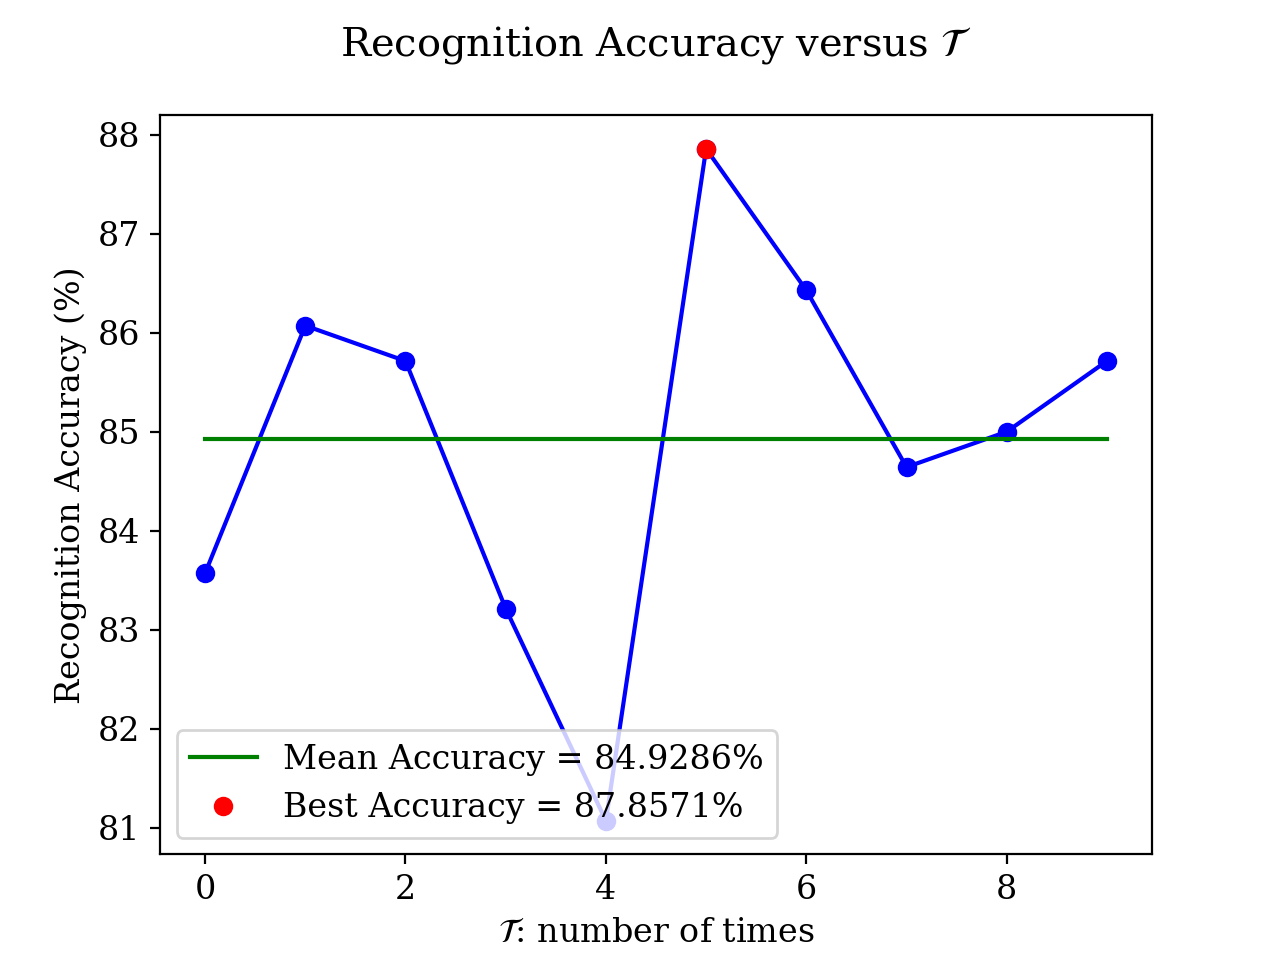 Recognition Accuracy versus 𝒯
88
87
86
85
84
83
82
81
Recognition Accuracy (%)
Mean Accuracy = 84.9286%
Best Accuracy = 87.8571%
0 2 4 6 8
𝒯: number of times